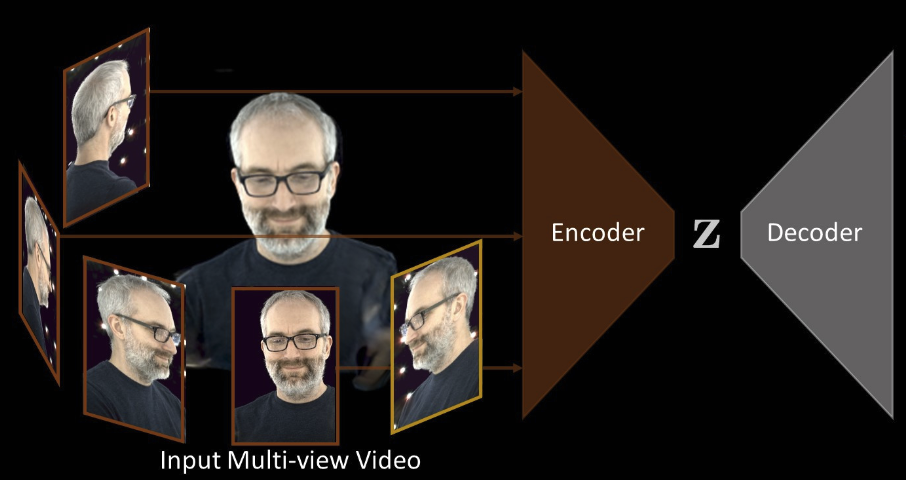 Encoder
Z
Decoder
Input Multi-view Video